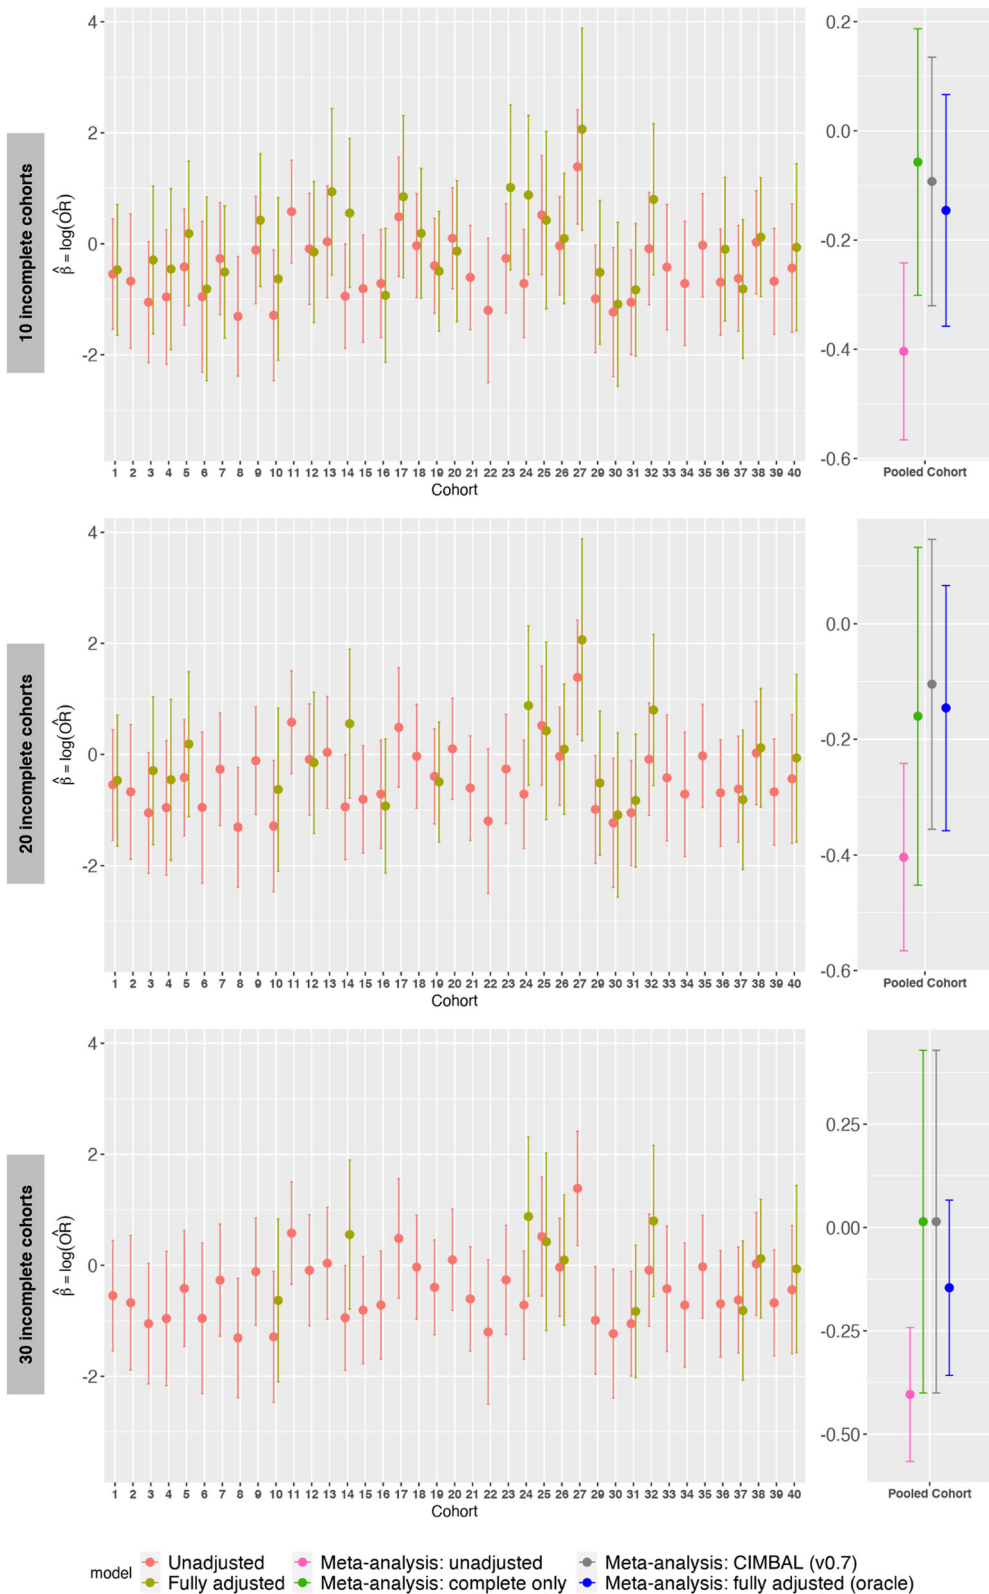 10 incomplete cohorts
β̂ = log(OR̂)
4
2
0
-2
1 2 3 4 5 6 7 8 9 10 11 12 13 14 15 16 17 18 19 20 21 22 23 24 25 26 27 29 30 31 32 33 34 35 36 37 38 39 40
Cohort
0.2
0.0
-0.2
-0.4
-0.6
Pooled Cohort
20 incomplete cohorts
β̂ = log(OR̂)
4
2
0
-2
1 2 3 4 5 6 7 8 9 10 11 12 13 14 15 16 17 18 19 20 21 22 23 24 25 26 27 29 30 31 32 33 34 35 36 37 38 39 40
Cohort
0.0
-0.2
-0.4
-0.6
Pooled Cohort
30 incomplete cohorts
β̂ = log(OR̂)
4
2
0
-2
1 2 3 4 5 6 7 8 9 10 11 12 13 14 15 16 17 18 19 20 21 22 23 24 25 26 27 29 30 31 32 33 34 35 36 37 38 39 40
Cohort
0.25
0.00
-0.25
-0.50
Pooled Cohort
model
Unadjusted
Fully adjusted
Meta-analysis: unadjusted
Meta-analysis: complete only
Meta-analysis: CIMBAL (v0.7)
Meta-analysis: fully adjusted (oracle)